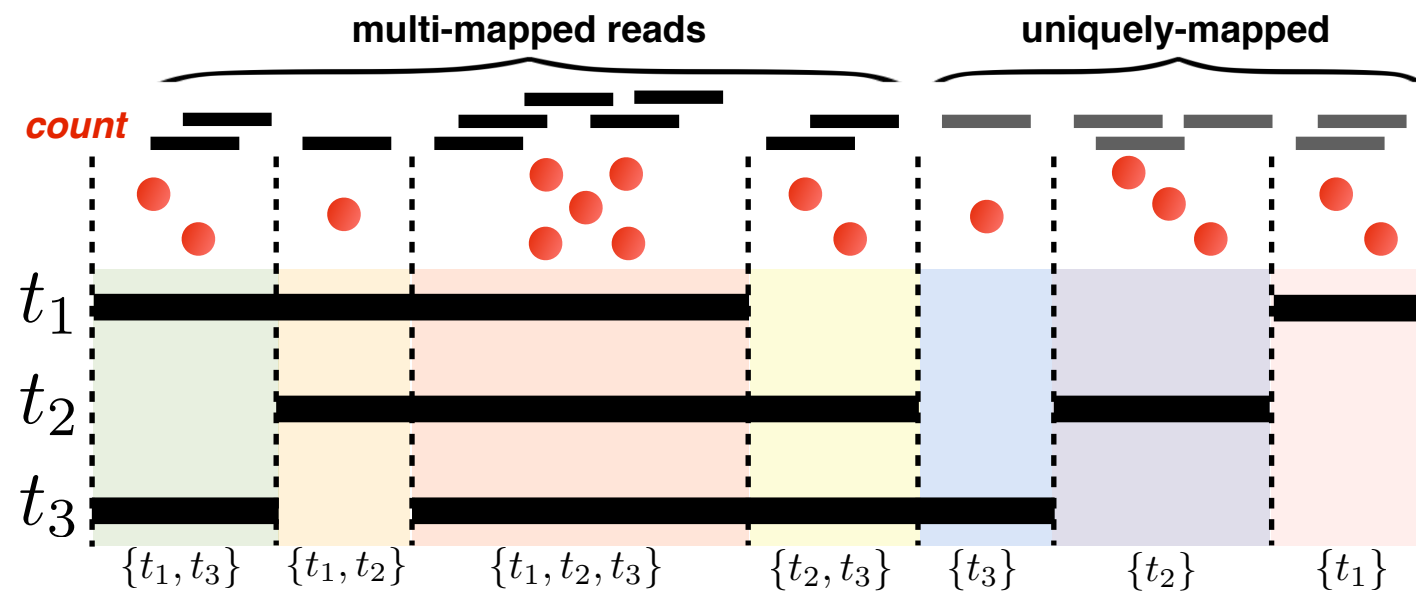 multi-mapped reads uniquely-mapped
count
t₁
t₂
t₃
{t₁, t₃} {t₁, t₂} {t₁, t₂, t₃} {t₂, t₃} {t₃} {t₂} {t₁}